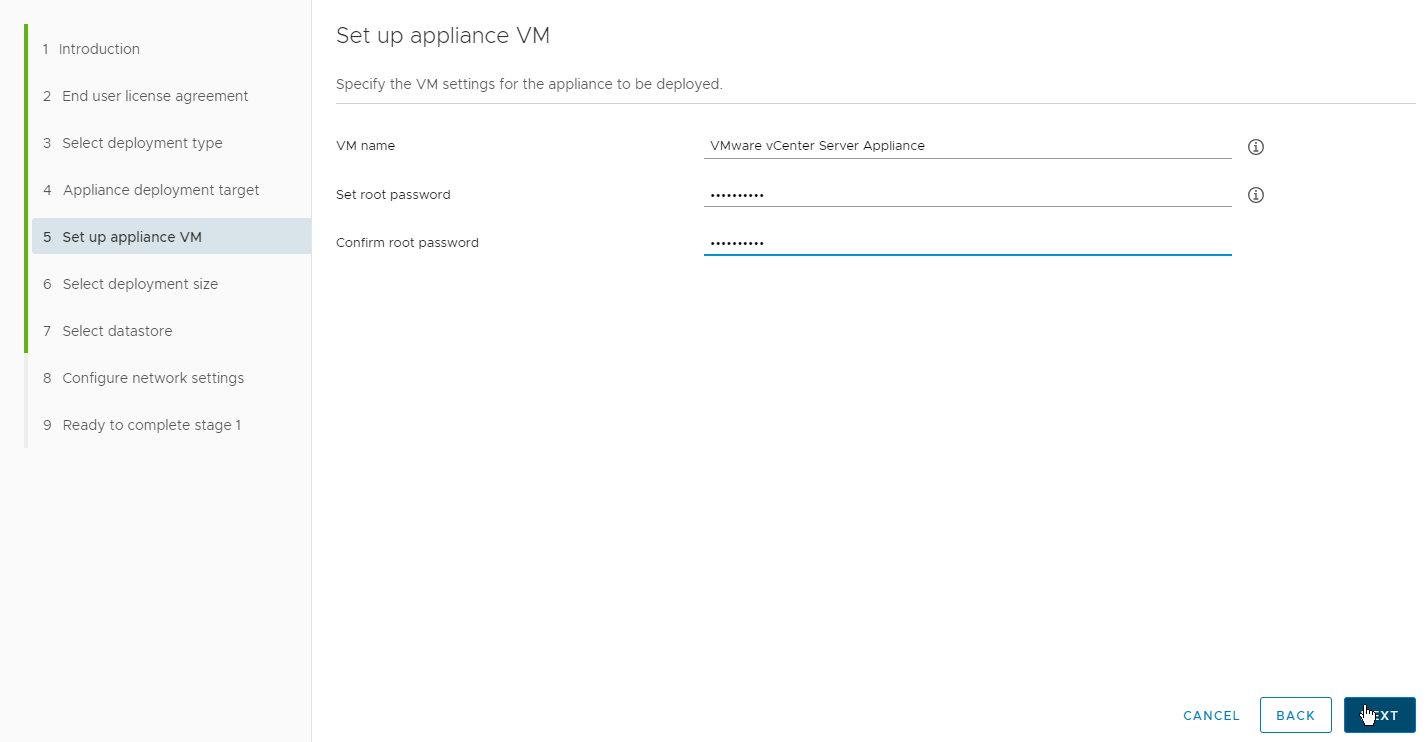 1 Introduction
2 End user license agreement
3 Select deployment type
4 Appliance deployment target
5 Set up appliance VM
6 Select deployment size
7 Select datastore
8 Configure network settings
9 Ready to complete stage 1
Set up appliance VM
Specify the VM settings for the appliance to be deployed.
VM name VMware vCenter Server Appliance
Set root password ••••••••••
Confirm root password ••••••••••
CANCEL BACK NEXT